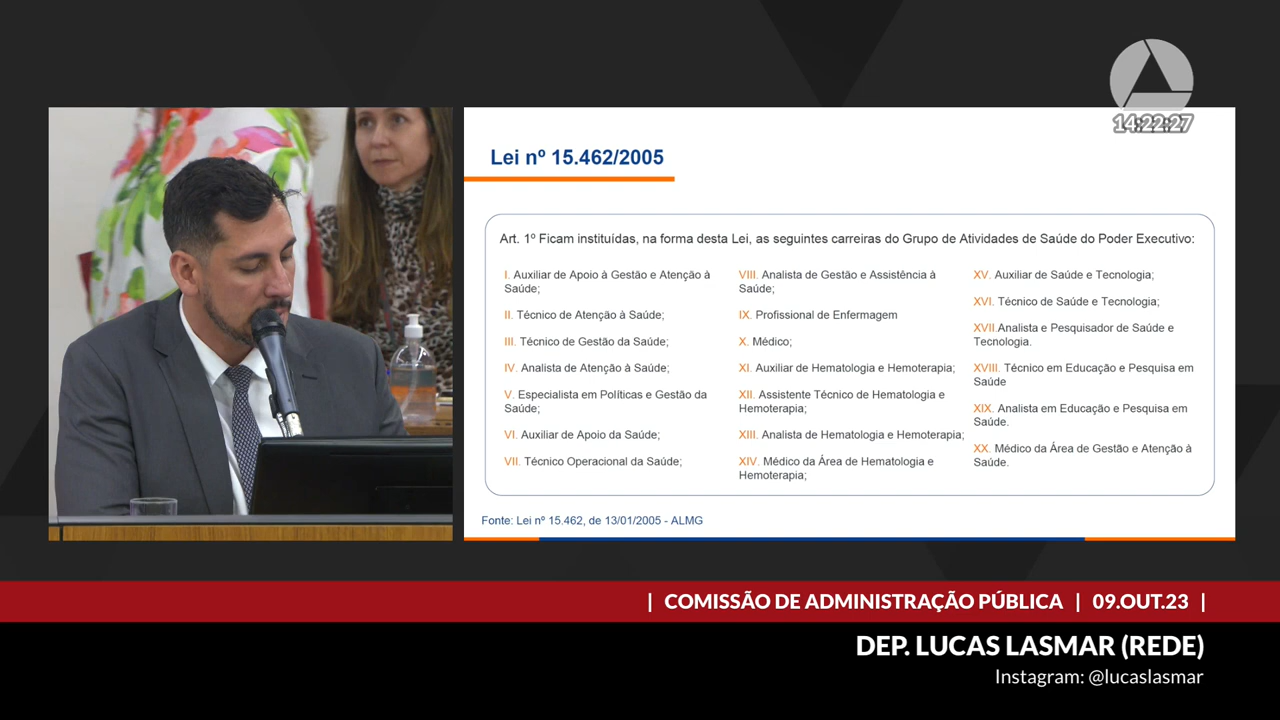 14:22:27
Lei nº 15.462/2005
Art. 1º Ficam instituídas, na forma desta Lei, as seguintes carreiras do Grupo de Atividades de Saúde do Poder Executivo:
I. Auxiliar de Apoio à Gestão e Atenção à
Saúde;
II. Técnico de Atenção à Saúde;
III. Técnico de Gestão da Saúde;
IV. Analista de Atenção à Saúde;
V. Especialista em Políticas e Gestão da
Saúde;
VI. Auxiliar de Apoio da Saúde;
VII. Técnico Operacional da Saúde;
VIII. Analista de Gestão e Assistência à
Saúde;
IX. Profissional de Enfermagem
X. Médico;
XI. Auxiliar de Hematologia e Hemoterapia;
XII. Assistente Técnico de Hematologia e
Hemoterapia;
XIII. Analista de Hematologia e Hemoterapia;
XIV. Médico da Área de Hematologia e
Hemoterapia;
XV. Auxiliar de Saúde e Tecnologia;
XVI. Técnico de Saúde e Tecnologia;
XVII.Analista e Pesquisador de Saúde e
Tecnologia.
XVIII. Técnico em Educação e Pesquisa em
Saúde
XIX. Analista em Educação e Pesquisa em
Saúde.
XX. Médico da Área de Gestão e Atenção à
Saúde.
Fonte: Lei nº 15.462, de 13/01/2005 - ALMG
| COMISSÃO DE ADMINISTRAÇÃO PÚBLICA | 09.OUT.23 |
DEP. LUCAS LASMAR (REDE)
Instagram: @lucaslasmar